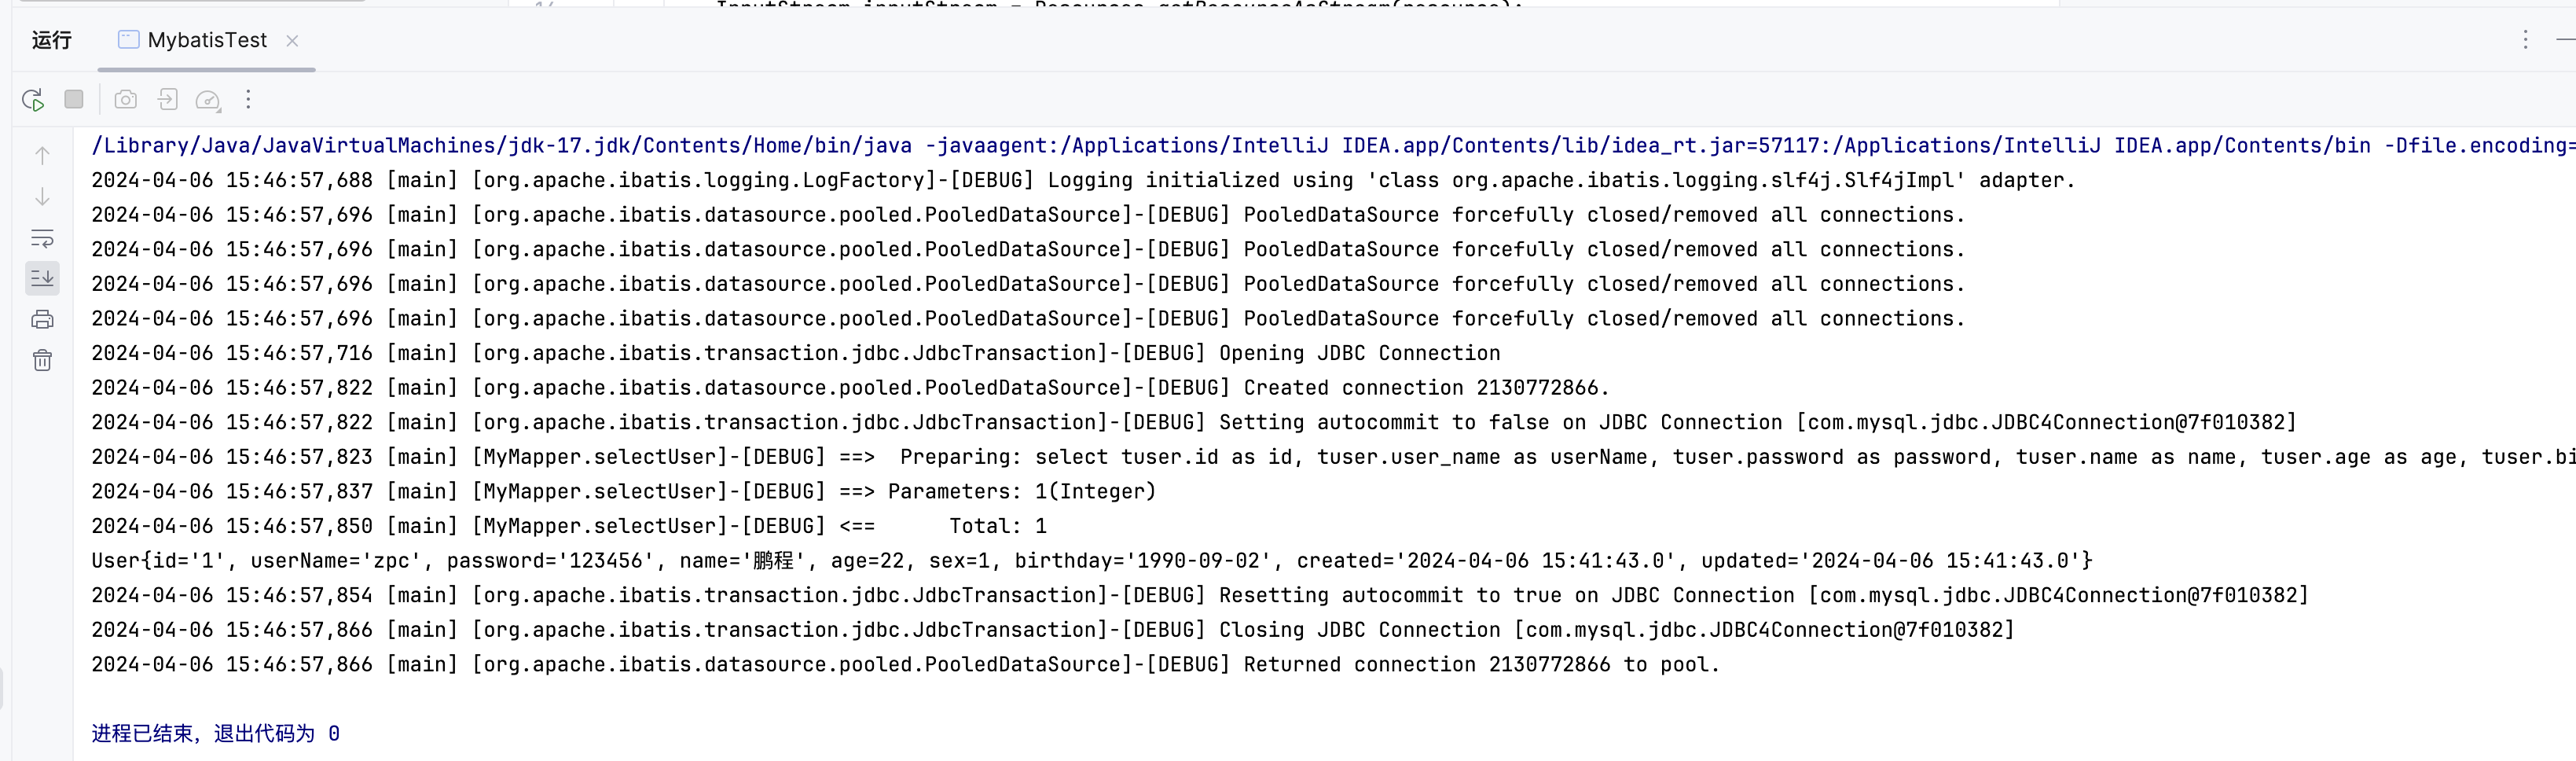 14 InputStream inputStream = Resources.getResourceAsStream(resource);
运行 MybatisTest
/Library/Java/JavaVirtualMachines/jdk-17.jdk/Contents/Home/bin/java -javaagent:/Applications/IntelliJ IDEA.app/Contents/lib/idea_rt.jar=57117:/Applications/IntelliJ IDEA.app/Contents/bin -Dfile.encoding=
2024-04-06 15:46:57,688 [main] [org.apache.ibatis.logging.LogFactory]-[DEBUG] Logging initialized using 'class org.apache.ibatis.logging.slf4j.Slf4jImpl' adapter.
2024-04-06 15:46:57,696 [main] [org.apache.ibatis.datasource.pooled.PooledDataSource]-[DEBUG] PooledDataSource forcefully closed/removed all connections.
2024-04-06 15:46:57,696 [main] [org.apache.ibatis.datasource.pooled.PooledDataSource]-[DEBUG] PooledDataSource forcefully closed/removed all connections.
2024-04-06 15:46:57,696 [main] [org.apache.ibatis.datasource.pooled.PooledDataSource]-[DEBUG] PooledDataSource forcefully closed/removed all connections.
2024-04-06 15:46:57,696 [main] [org.apache.ibatis.datasource.pooled.PooledDataSource]-[DEBUG] PooledDataSource forcefully closed/removed all connections.
2024-04-06 15:46:57,716 [main] [org.apache.ibatis.transaction.jdbc.JdbcTransaction]-[DEBUG] Opening JDBC Connection
2024-04-06 15:46:57,822 [main] [org.apache.ibatis.datasource.pooled.PooledDataSource]-[DEBUG] Created connection 2130772866.
2024-04-06 15:46:57,822 [main] [org.apache.ibatis.transaction.jdbc.JdbcTransaction]-[DEBUG] Setting autocommit to false on JDBC Connection [com.mysql.jdbc.JDBC4Connection@7f010382]
2024-04-06 15:46:57,823 [main] [MyMapper.selectUser]-[DEBUG] ==>  Preparing: select tuser.id as id, tuser.user_name as userName, tuser.password as password, tuser.name as name, tuser.age as age, tuser.bi
2024-04-06 15:46:57,837 [main] [MyMapper.selectUser]-[DEBUG] ==> Parameters: 1(Integer)
2024-04-06 15:46:57,850 [main] [MyMapper.selectUser]-[DEBUG] <==      Total: 1
User{id='1', userName='zpc', password='123456', name='鹏程', age=22, sex=1, birthday='1990-09-02', created='2024-04-06 15:41:43.0', updated='2024-04-06 15:41:43.0'}
2024-04-06 15:46:57,854 [main] [org.apache.ibatis.transaction.jdbc.JdbcTransaction]-[DEBUG] Resetting autocommit to true on JDBC Connection [com.mysql.jdbc.JDBC4Connection@7f010382]
2024-04-06 15:46:57,866 [main] [org.apache.ibatis.transaction.jdbc.JdbcTransaction]-[DEBUG] Closing JDBC Connection [com.mysql.jdbc.JDBC4Connection@7f010382]
2024-04-06 15:46:57,866 [main] [org.apache.ibatis.datasource.pooled.PooledDataSource]-[DEBUG] Returned connection 2130772866 to pool.
进程已结束，退出代码为 0